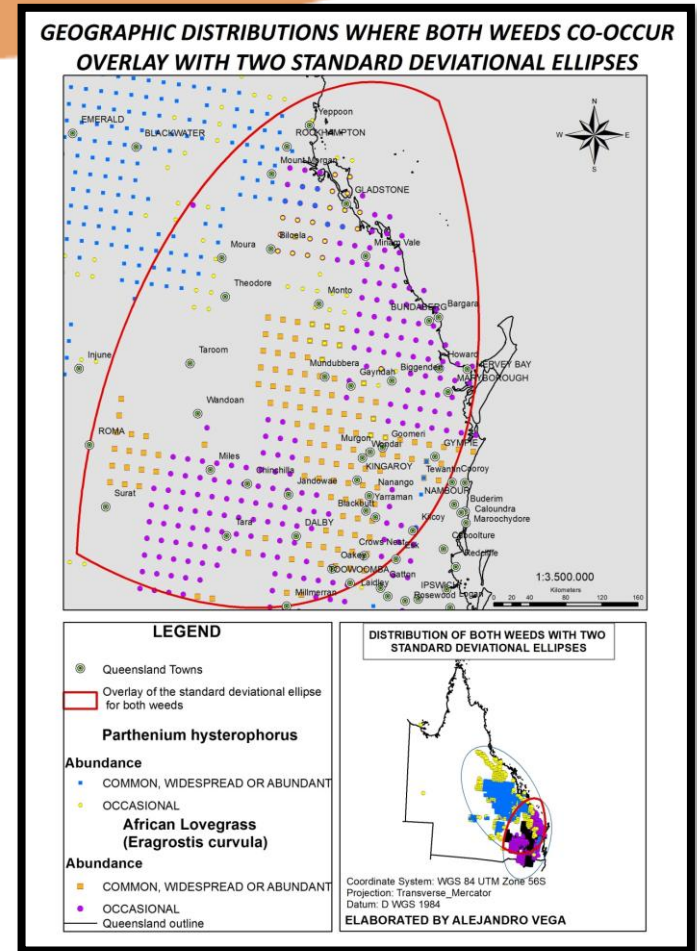 GEOGRAPHIC DISTRIBUTIONS WHERE BOTH WEEDS CO-OCCUR
OVERLAY WITH TWO STANDARD DEVIATIONAL ELLIPSES
Yeppoon
EMERALD
BLACKWATER
ROCKHAMPTON
N
W
E
S
Mount Morgan
GLADSTONE
Biloela
Moura
Miriam Vale
Theodore
Monto
BUNDABERG
Bargara
Injune
Taroom
Mundubbera
Gayndah
Biggenden
Howard
HERVEY BAY
MARYBOROUGH
Wandoan
ROMA
Murgon
Goomeri
Wondai
GYMPIE
Miles
Chinchilla
KINGAROY
Tewantin
Cooroy
Surat
Jandowae
Nanango
NAMBOUR
Blackbutt
Yarraman
Buderim
Caloundra
Maroochydore
Tara
DALBY
Kilcoy
Caboolture
Crows Nest
Esk
Oakey
Redcliffe
TOOWOOMBA
Gatton
Laidley
IPSWICH
Millmerran
Rosewood
Logan
1:3.500.000
Kilometers
0 20 40 80 120 160
LEGEND
Queensland Towns
Overlay of the standard deviational ellipse
for both weeds
Parthenium hysterophorus
Abundance
COMMON, WIDESPREAD OR ABUNDANT
OCCASIONAL
African Lovegrass
(Eragrostis curvula)
Abundance
COMMON, WIDESPREAD OR ABUNDANT
OCCASIONAL
Queensland outline
DISTRIBUTION OF BOTH WEEDS WITH TWO
STANDARD DEVIATIONAL ELLIPSES
Coordinate System: WGS 84 UTM Zone 56S
Projection: Transverse_Mercator
Datum: D WGS 1984
ELABORATED BY ALEJANDRO VEGA